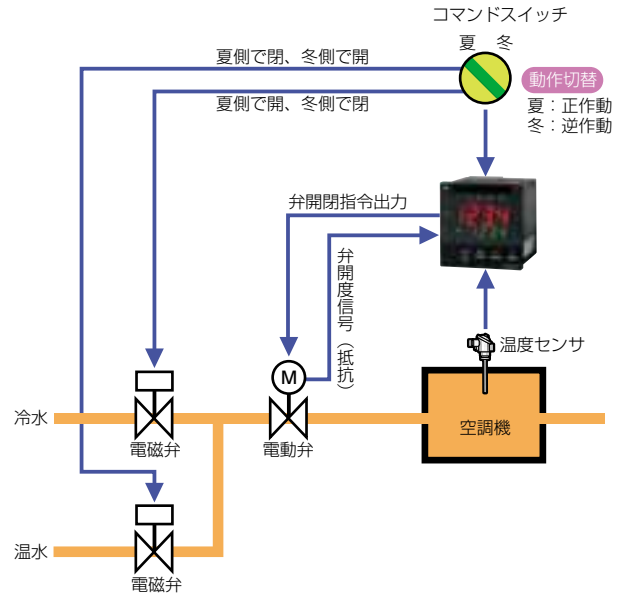 コマンドスイッチ
夏 冬
夏側で閉、冬側で開
夏側で開、冬側で閉
動作切替
夏：正作動
冬：逆作動
弁開閉指令出力
1234
弁開度信号（抵抗）
温度センサ
M
冷水
電磁弁
電動弁
空調機
温水
電磁弁